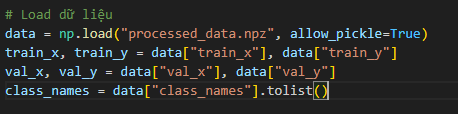 # Load dữ liệu
data = np.load("processed_data.npz", allow_pickle=True)
train_x, train_y = data["train_x"], data["train_y"]
val_x, val_y = data["val_x"], data["val_y"]
class_names = data["class_names"].tolist()